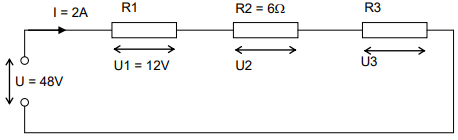 I = 2A R1 R2 = 6Ω R3
U1 = 12V U2 U3
U = 48V